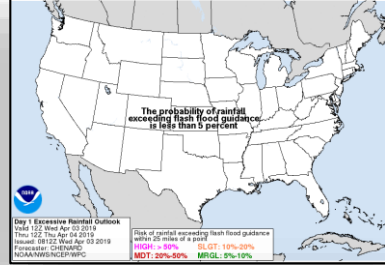 The probability of rainfall
exceeding flash flood guidance
is less than 5 percent
noaa
Day 1 Excessive Rainfall Outlook
Valid 12Z Wed Apr 03 2019
Thru 12Z Thu Apr 04 2019
Issued: 0812Z Wed Apr 03 2019
Forecaster: CHENARD
NOAA/NWS/NCEP/WPC
Risk of rainfall exceeding flash flood guidance
within 25 miles of a point
HIGH: > 50% SLGT: 10%-20%
MDT: 20%-50% MRGL: 5%-10%